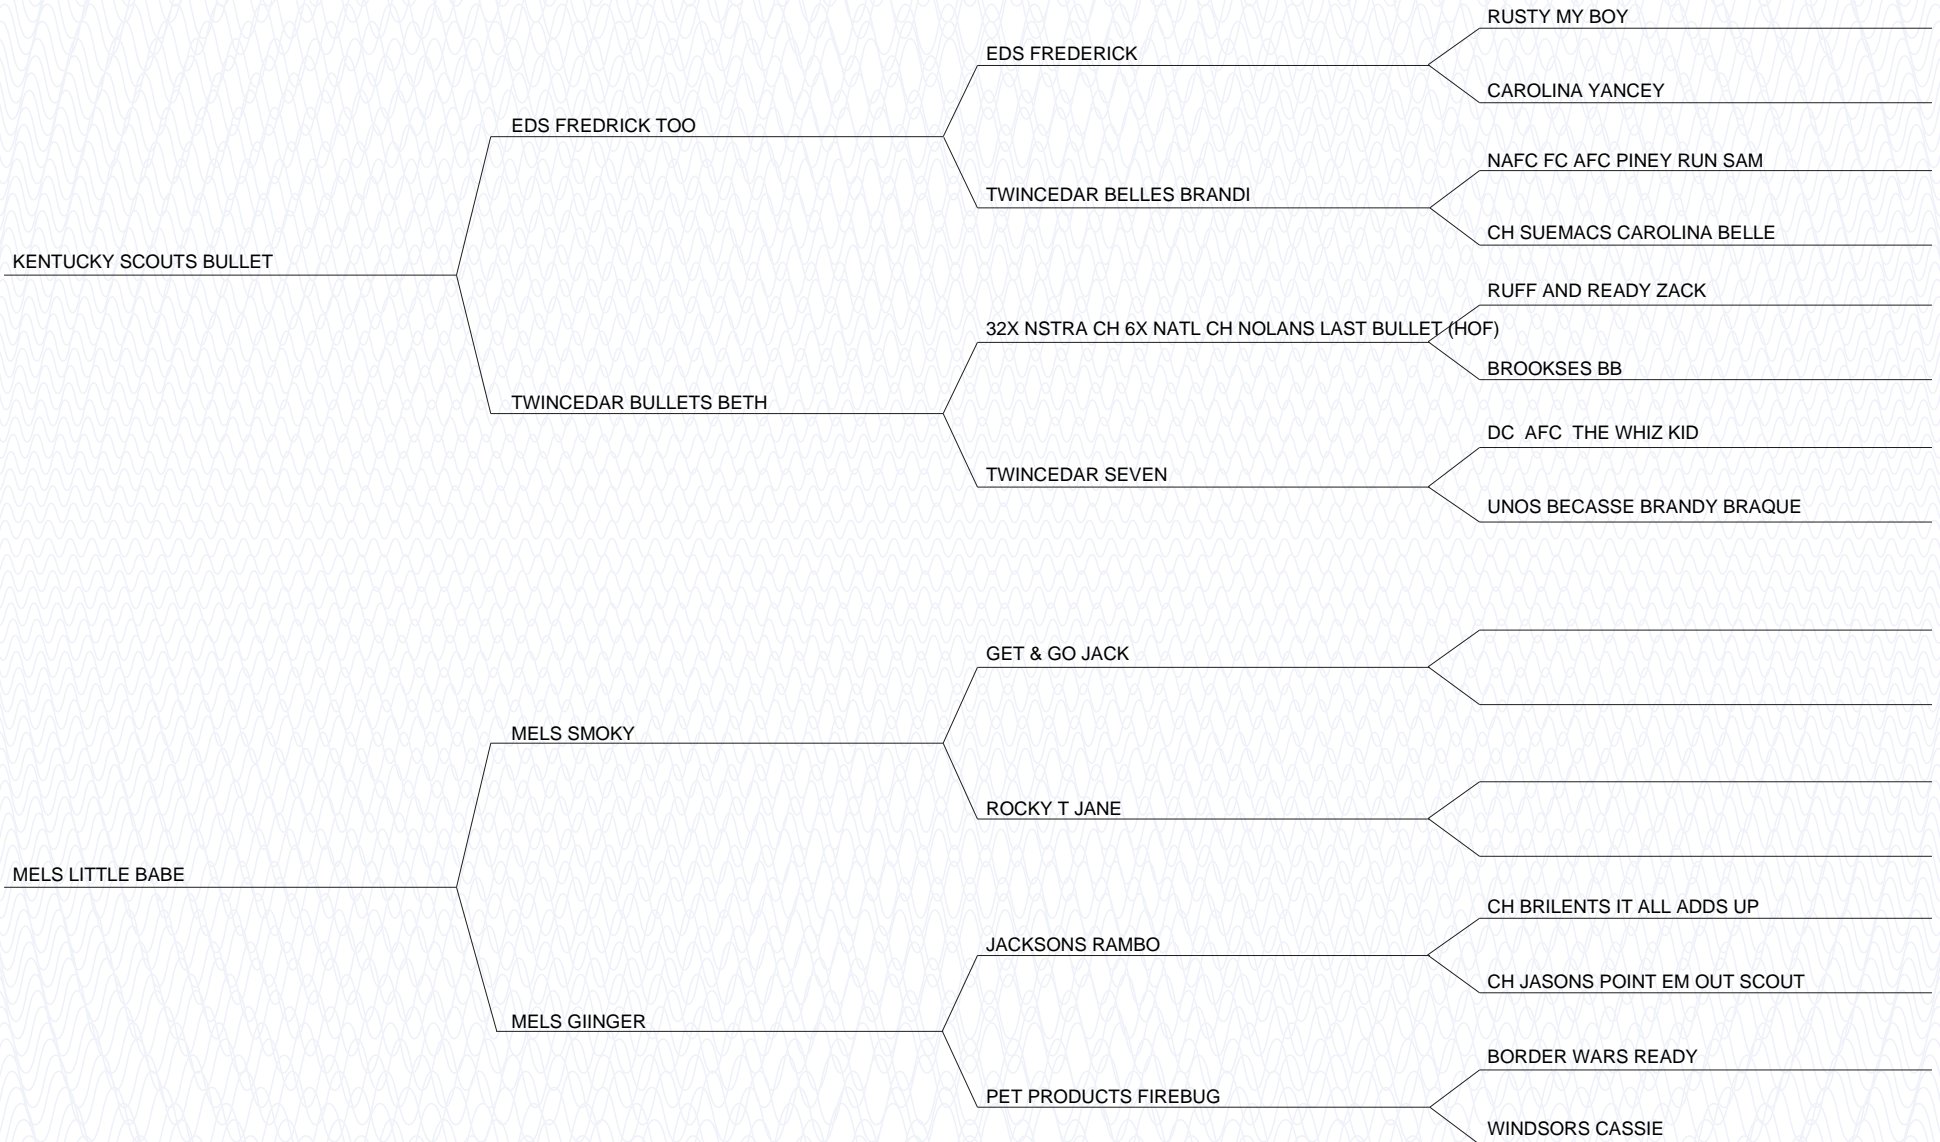 RUSTY MY BOY
EDS FREDERICK
CAROLINA YANCEY
EDS FREDRICK TOO
NAFC FC AFC PINEY RUN SAM
TWINCEDAR BELLES BRANDI
CH SUEMACS CAROLINA BELLE
KENTUCKY SCOUTS BULLET
RUFF AND READY ZACK
32X NSTRA CH 6X NATL CH NOLANS LAST BULLET (HOF)
BROOKSES BB
TWINCEDAR BULLETS BETH
DC  AFC  THE WHIZ KID
TWINCEDAR SEVEN
UNOS BECASSE BRANDY BRAQUE
GET & GO JACK
MELS SMOKY
ROCKY T JANE
MELS LITTLE BABE
CH BRILENTS IT ALL ADDS UP
JACKSONS RAMBO
CH JASONS POINT EM OUT SCOUT
MELS GIINGER
BORDER WARS READY
PET PRODUCTS FIREBUG
WINDSORS CASSIE